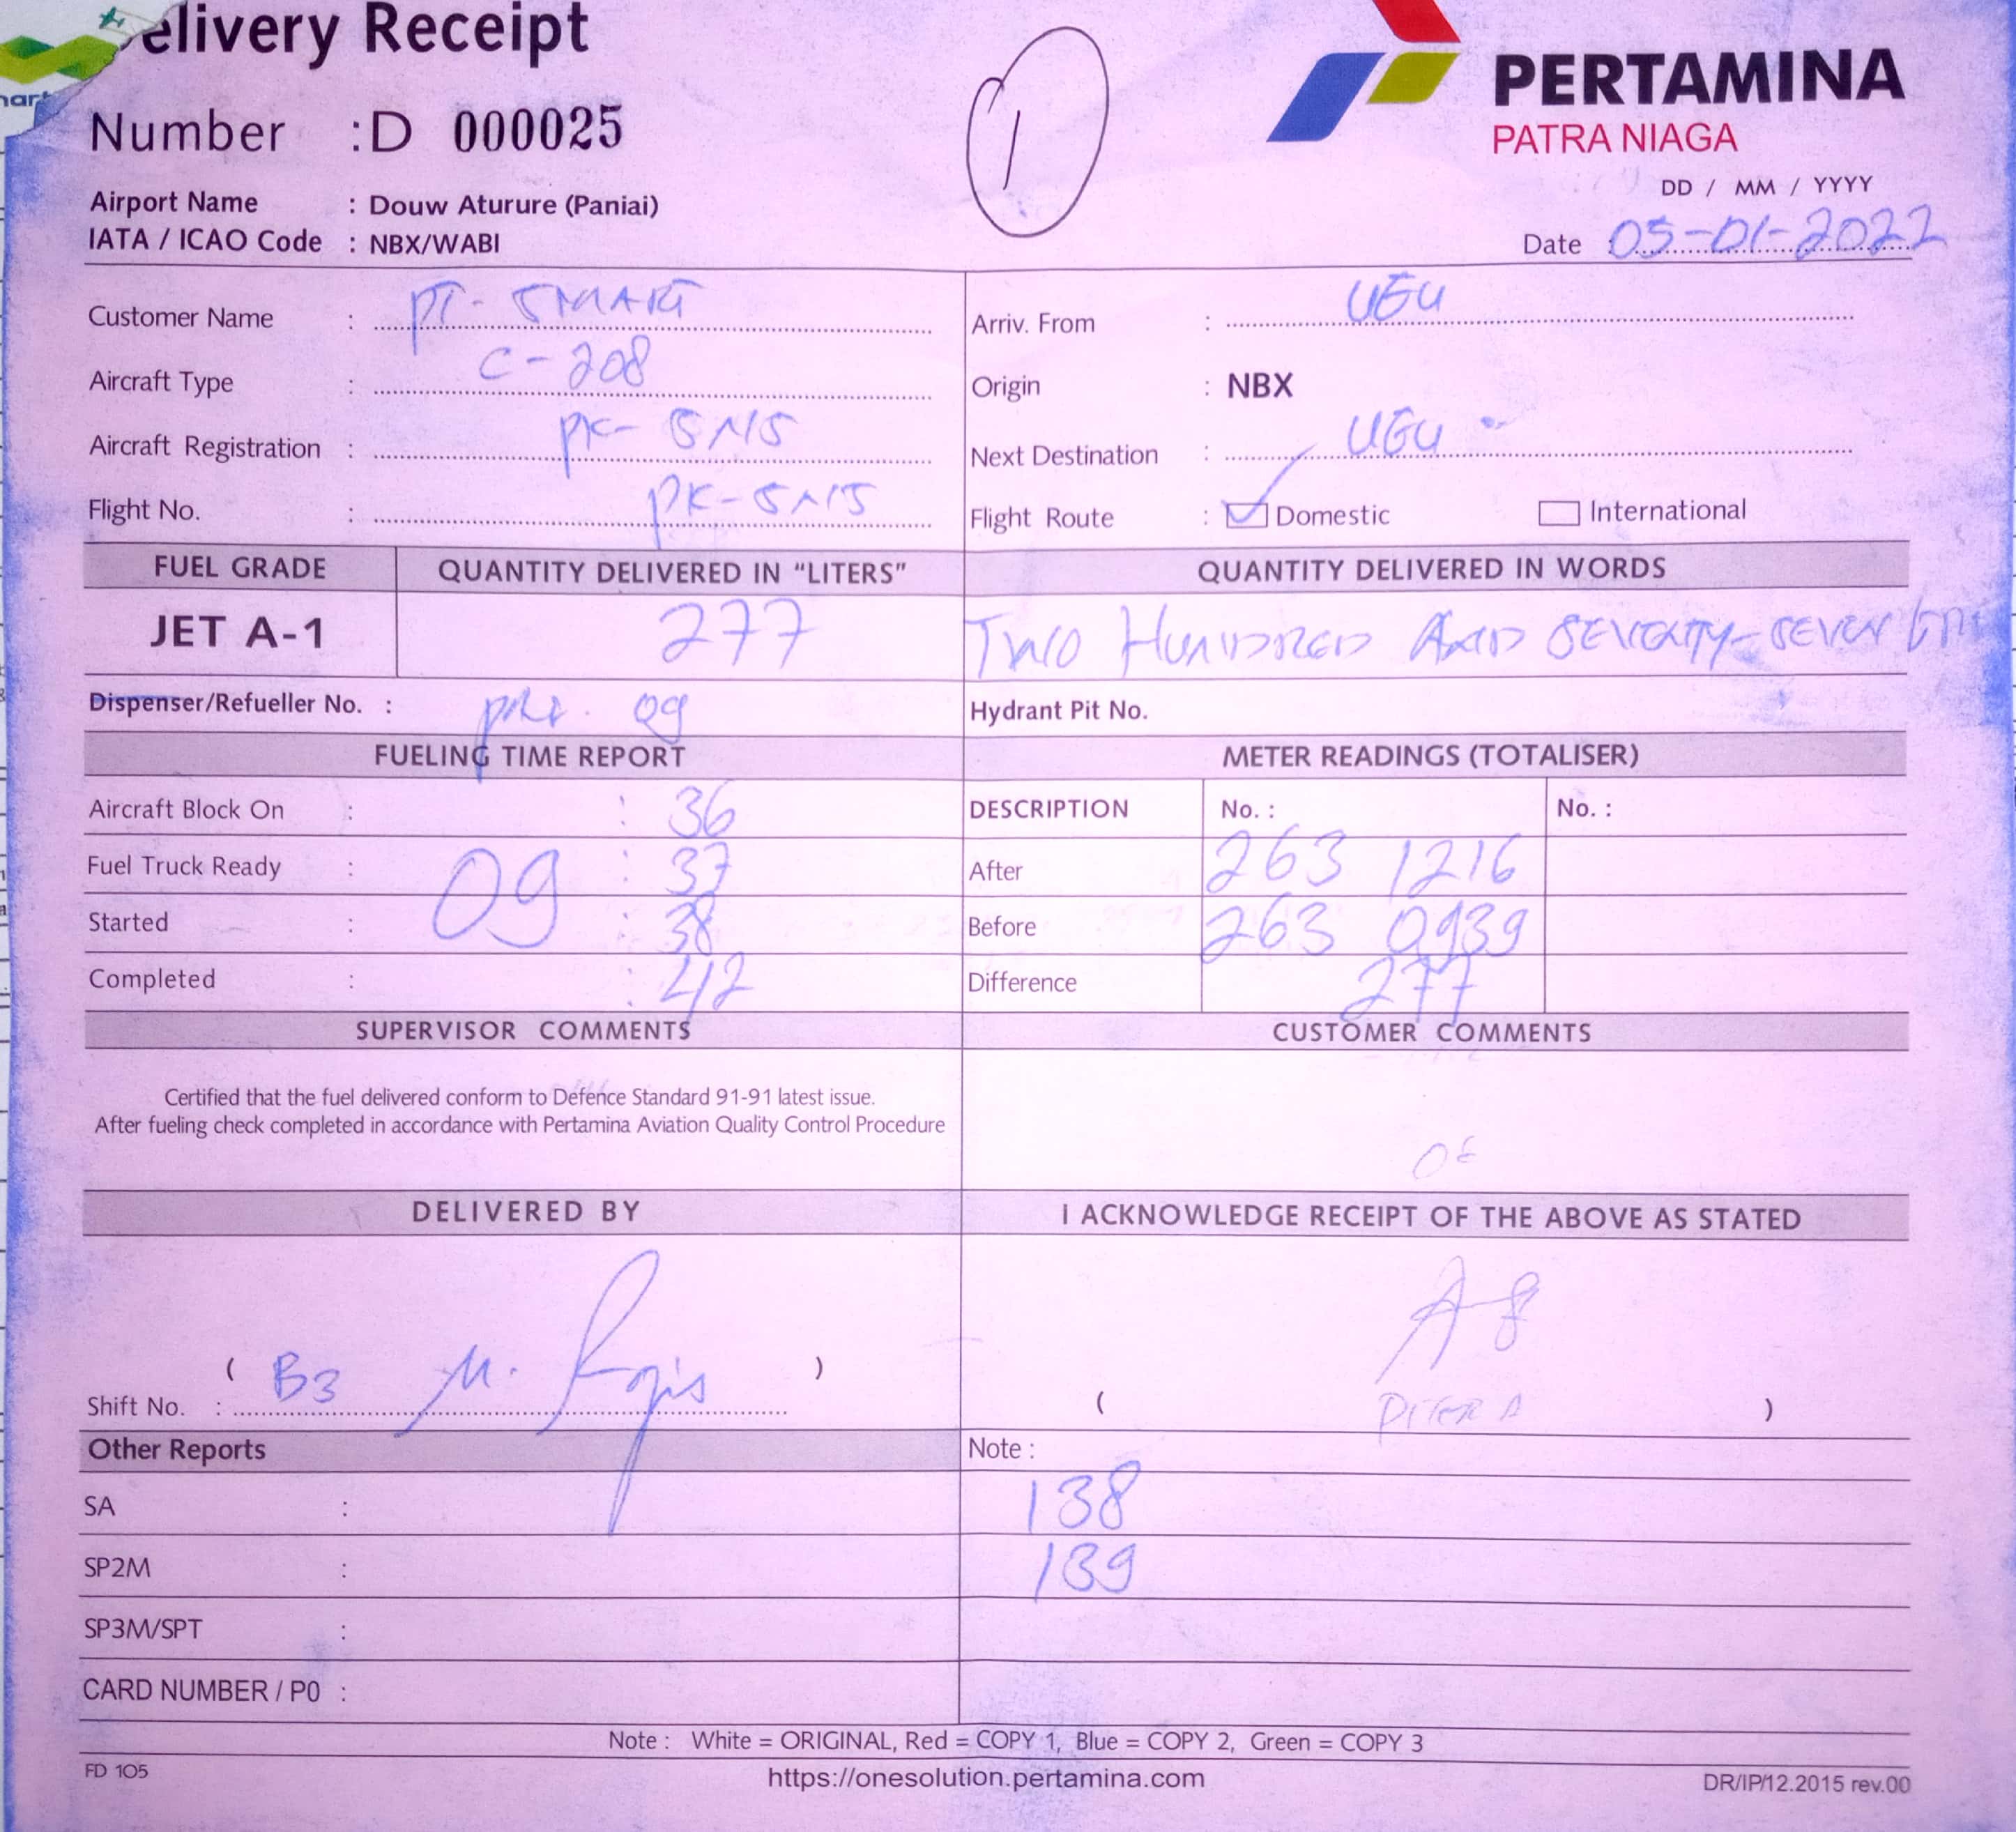 elivery Receipt
1
PERTAMINA
PATRA NIAGA
Number :D 000025
DD / MM / YYYY
Airport Name : Douw Aturure (Paniai)
IATA / ICAO Code : NBX/WABI
Date : 05-01-2022
Customer Name : PT- SMART
Arriv. From : UGU
Aircraft Type : C-208
Origin : NBX
Aircraft Registration : PK-SNS
Next Destination : UGU
Flight No. : PK-SNS
Flight Route : Domestic International
FUEL GRADE QUANTITY DELIVERED IN "LITERS" QUANTITY DELIVERED IN WORDS
JET A-1 277 TWO HUNDRED AND SEVENTY-SEVEN
Dispenser/Refueller No. : 09
Hydrant Pit No.
FUELING TIME REPORT METER READINGS (TOTALISER)
Aircraft Block On : : 36
DESCRIPTION No. : No. :
Fuel Truck Ready : 09 : 37
After 263 1216
Started : : 38
Before 263 0939
Completed : : 42
Difference 277
SUPERVISOR COMMENTS CUSTOMER COMMENTS
Certified that the fuel delivered conform to Defence Standard 91-91 latest issue.
After fueling check completed in accordance with Pertamina Aviation Quality Control Procedure
DELIVERED BY I ACKNOWLEDGE RECEIPT OF THE ABOVE AS STATED
( B3 M. )
Shift No. :
( PITER A )
Other Reports Note :
SA : 138
SP2M : 139
SP3M/SPT :
CARD NUMBER / P0 :
Note : White = ORIGINAL, Red = COPY 1, Blue = COPY 2, Green = COPY 3
FD 105 https://onesolution.pertamina.com DR/IP/12.2015 rev.00